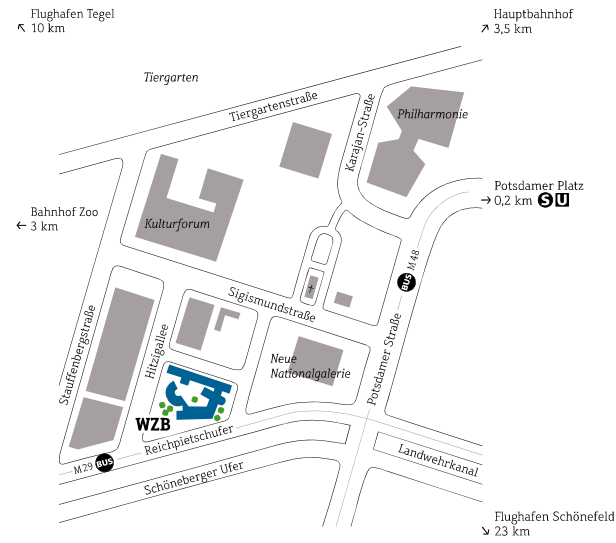 Flughafen Tegel
↖ 10 km
Hauptbahnhof
↗ 3,5 km
Tiergarten
Tiergartenstraße
Karajan-Straße
Philharmonie
Potsdamer Platz
→ 0,2 km S U
Bahnhof Zoo
← 3 km
Kulturforum
BUS M48
Sigismundstraße
Stauffenbergstraße
Hitzigallee
Potsdamer Straße
Neue
Nationalgalerie
WZB
Reichpietschufer
M29 BUS
Schöneberger Ufer
Landwehrkanal
Flughafen Schönefeld
↘ 23 km